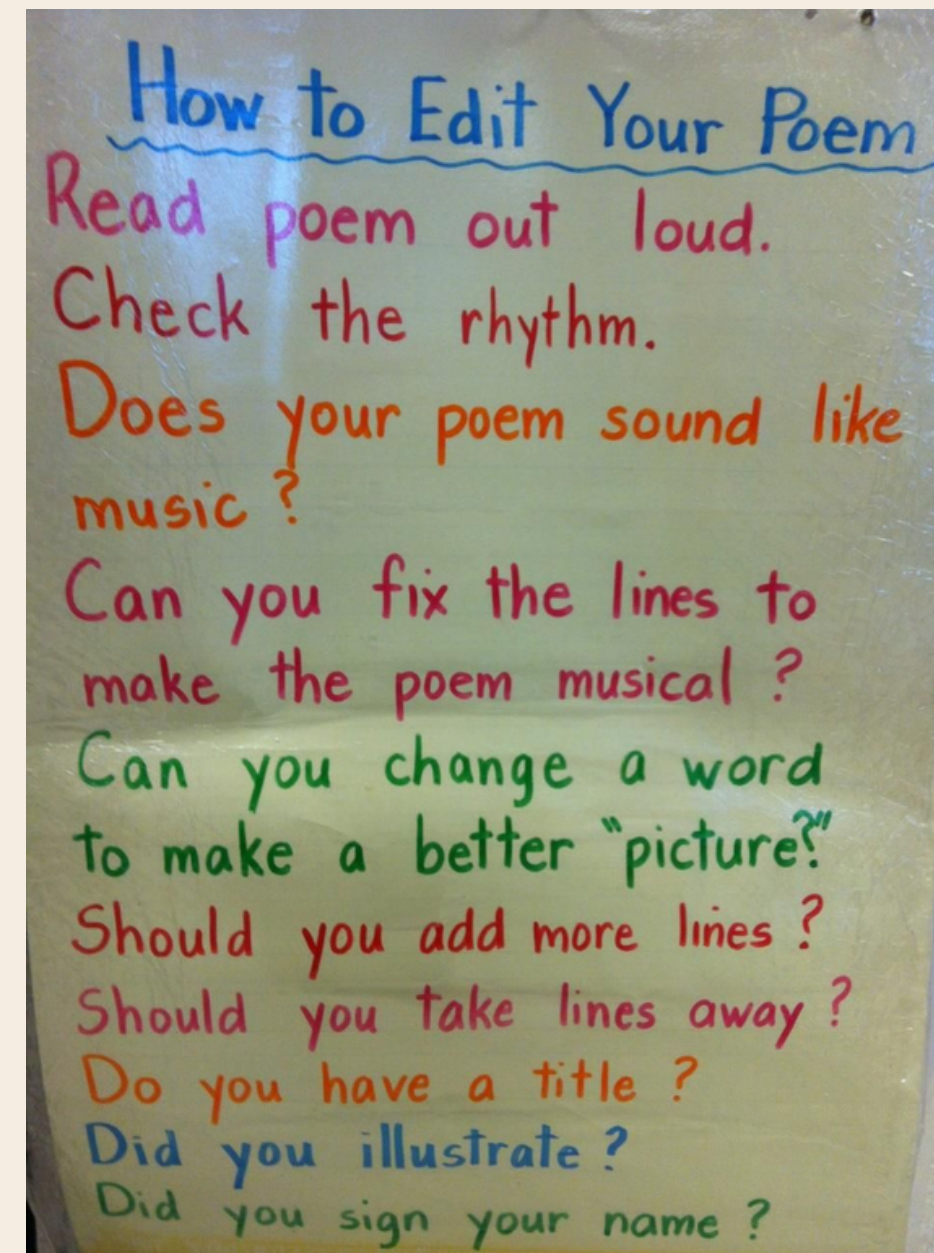 How to Edit Your Poem
Read poem out loud.
Check the rhythm.
Does your poem sound like
music ?
Can you fix the lines to
make the poem musical ?
Can you change a word
to make a better "picture?"
Should you add more lines ?
Should you take lines away ?
Do you have a title ?
Did you illustrate ?
Did you sign your name ?